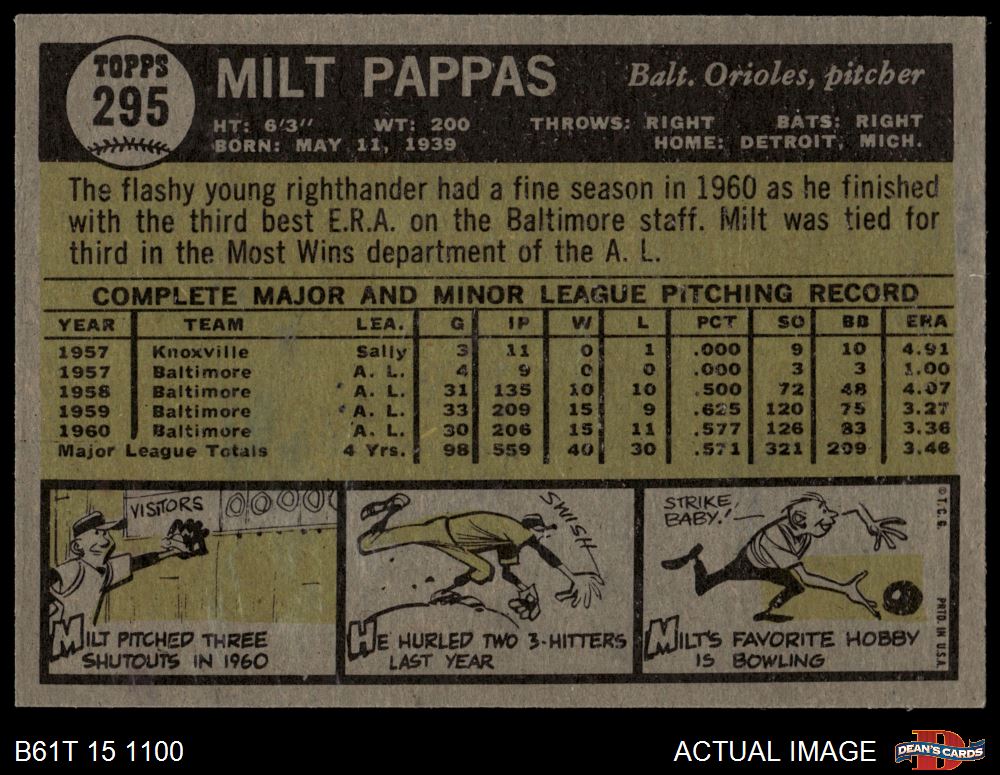 TOPPS
295
MILT PAPPAS
Balt. Orioles, pitcher
HT: 6'3" WT: 200 THROWS: RIGHT BATS: RIGHT
BORN: MAY 11, 1939 HOME: DETROIT, MICH.
The flashy young righthander had a fine season in 1960 as he finished
with the third best E.R.A. on the Baltimore staff. Milt was tied for
third in the Most Wins department of the A. L.
COMPLETE MAJOR AND MINOR LEAGUE PITCHING RECORD
YEAR TEAM LEA. G IP W L PCT SO BB ERA
1957 Knoxville Sally 3 11 0 1 .000 9 10 4.91
1957 Baltimore A. L. 4 9 0 0 .000 3 3 1.00
1958 Baltimore A. L. 31 135 10 10 .500 72 48 4.07
1959 Baltimore A. L. 33 209 15 9 .625 120 75 3.27
1960 Baltimore A. L. 30 206 15 11 .577 126 83 3.36
Major League Totals 4 Yrs. 98 559 40 30 .571 321 209 3.46
VISITORS
0 0 0 0 0
MILT PITCHED THREE
SHUTOUTS IN 1960
SWISH
HE HURLED TWO 3-HITTERS
LAST YEAR
STRIKE
BABY!
MILT'S FAVORITE HOBBY
IS BOWLING
© T. C. G. PRTD. IN U.S.A.
B61T 15 1100
ACTUAL IMAGE
DEAN'S CARDS